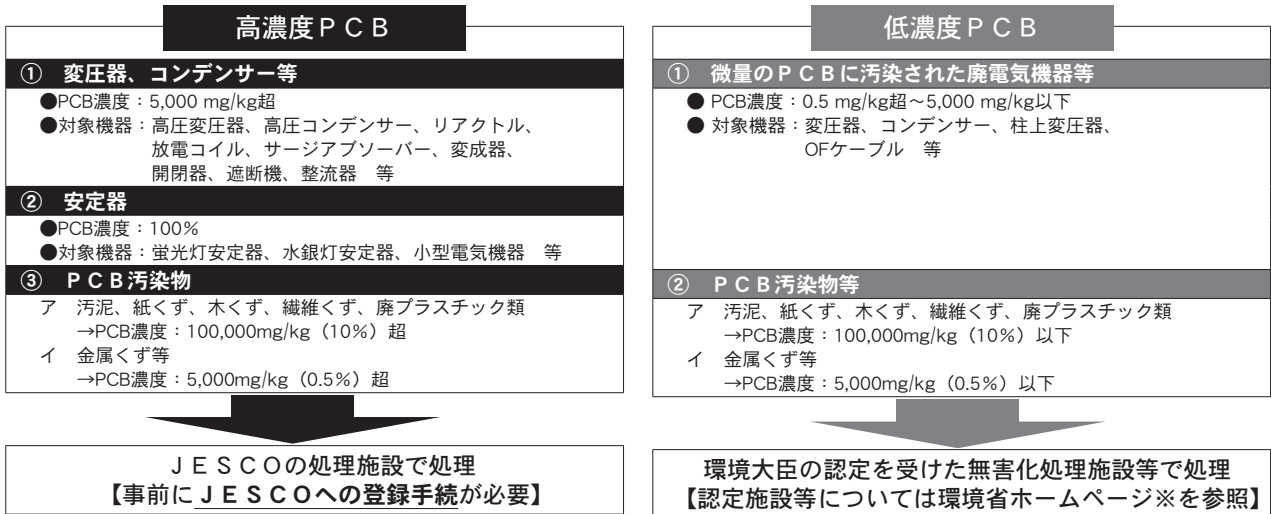 高濃度ＰＣＢ
① 変圧器、コンデンサー等
●PCB濃度：5,000 mg/kg超
●対象機器：高圧変圧器、高圧コンデンサー、リアクトル、
放電コイル、サージアブソーバー、変成器、
開閉器、遮断機、整流器　等
② 安定器
●PCB濃度：100％
●対象機器：蛍光灯安定器、水銀灯安定器、小型電気機器　等
③ ＰＣＢ汚染物
ア　汚泥、紙くず、木くず、繊維くず、廃プラスチック類
→PCB濃度：100,000mg/kg（10％）超
イ　金属くず等
→PCB濃度：5,000mg/kg（0.5％）超
ＪＥＳＣＯの処理施設で処理
【事前にＪＥＳＣＯへの登録手続が必要】
低濃度ＰＣＢ
① 微量のＰＣＢに汚染された廃電気機器等
● PCB濃度：0.5 mg/kg超～5,000 mg/kg以下
● 対象機器：変圧器、コンデンサー、柱上変圧器、
OFケーブル　等
② ＰＣＢ汚染物等
ア　汚泥、紙くず、木くず、繊維くず、廃プラスチック類
→PCB濃度：100,000mg/kg（10％）以下
イ　金属くず等
→PCB濃度：5,000mg/kg（0.5％）以下
環境大臣の認定を受けた無害化処理施設等で処理
【認定施設等については環境省ホームページ※を参照】